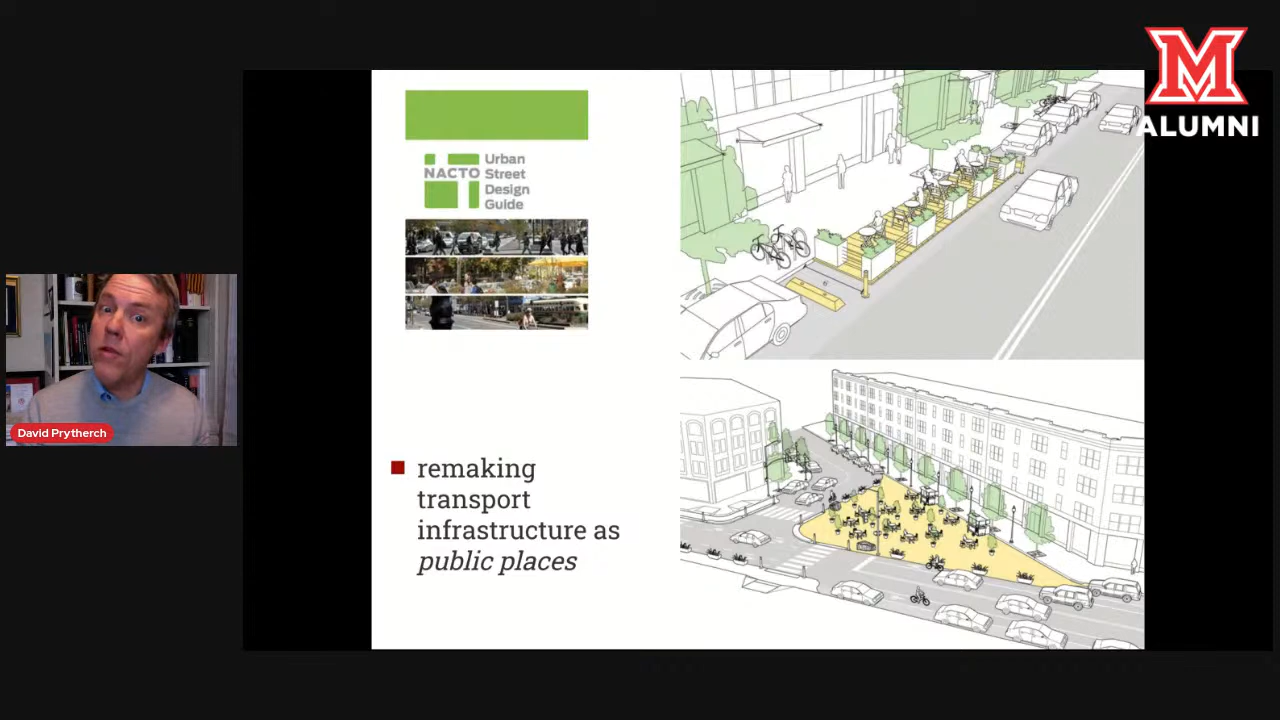 ALUMNI
NACTO
Urban
Street
Design
Guide
David Prytherch
remaking
transport
infrastructure as
public places